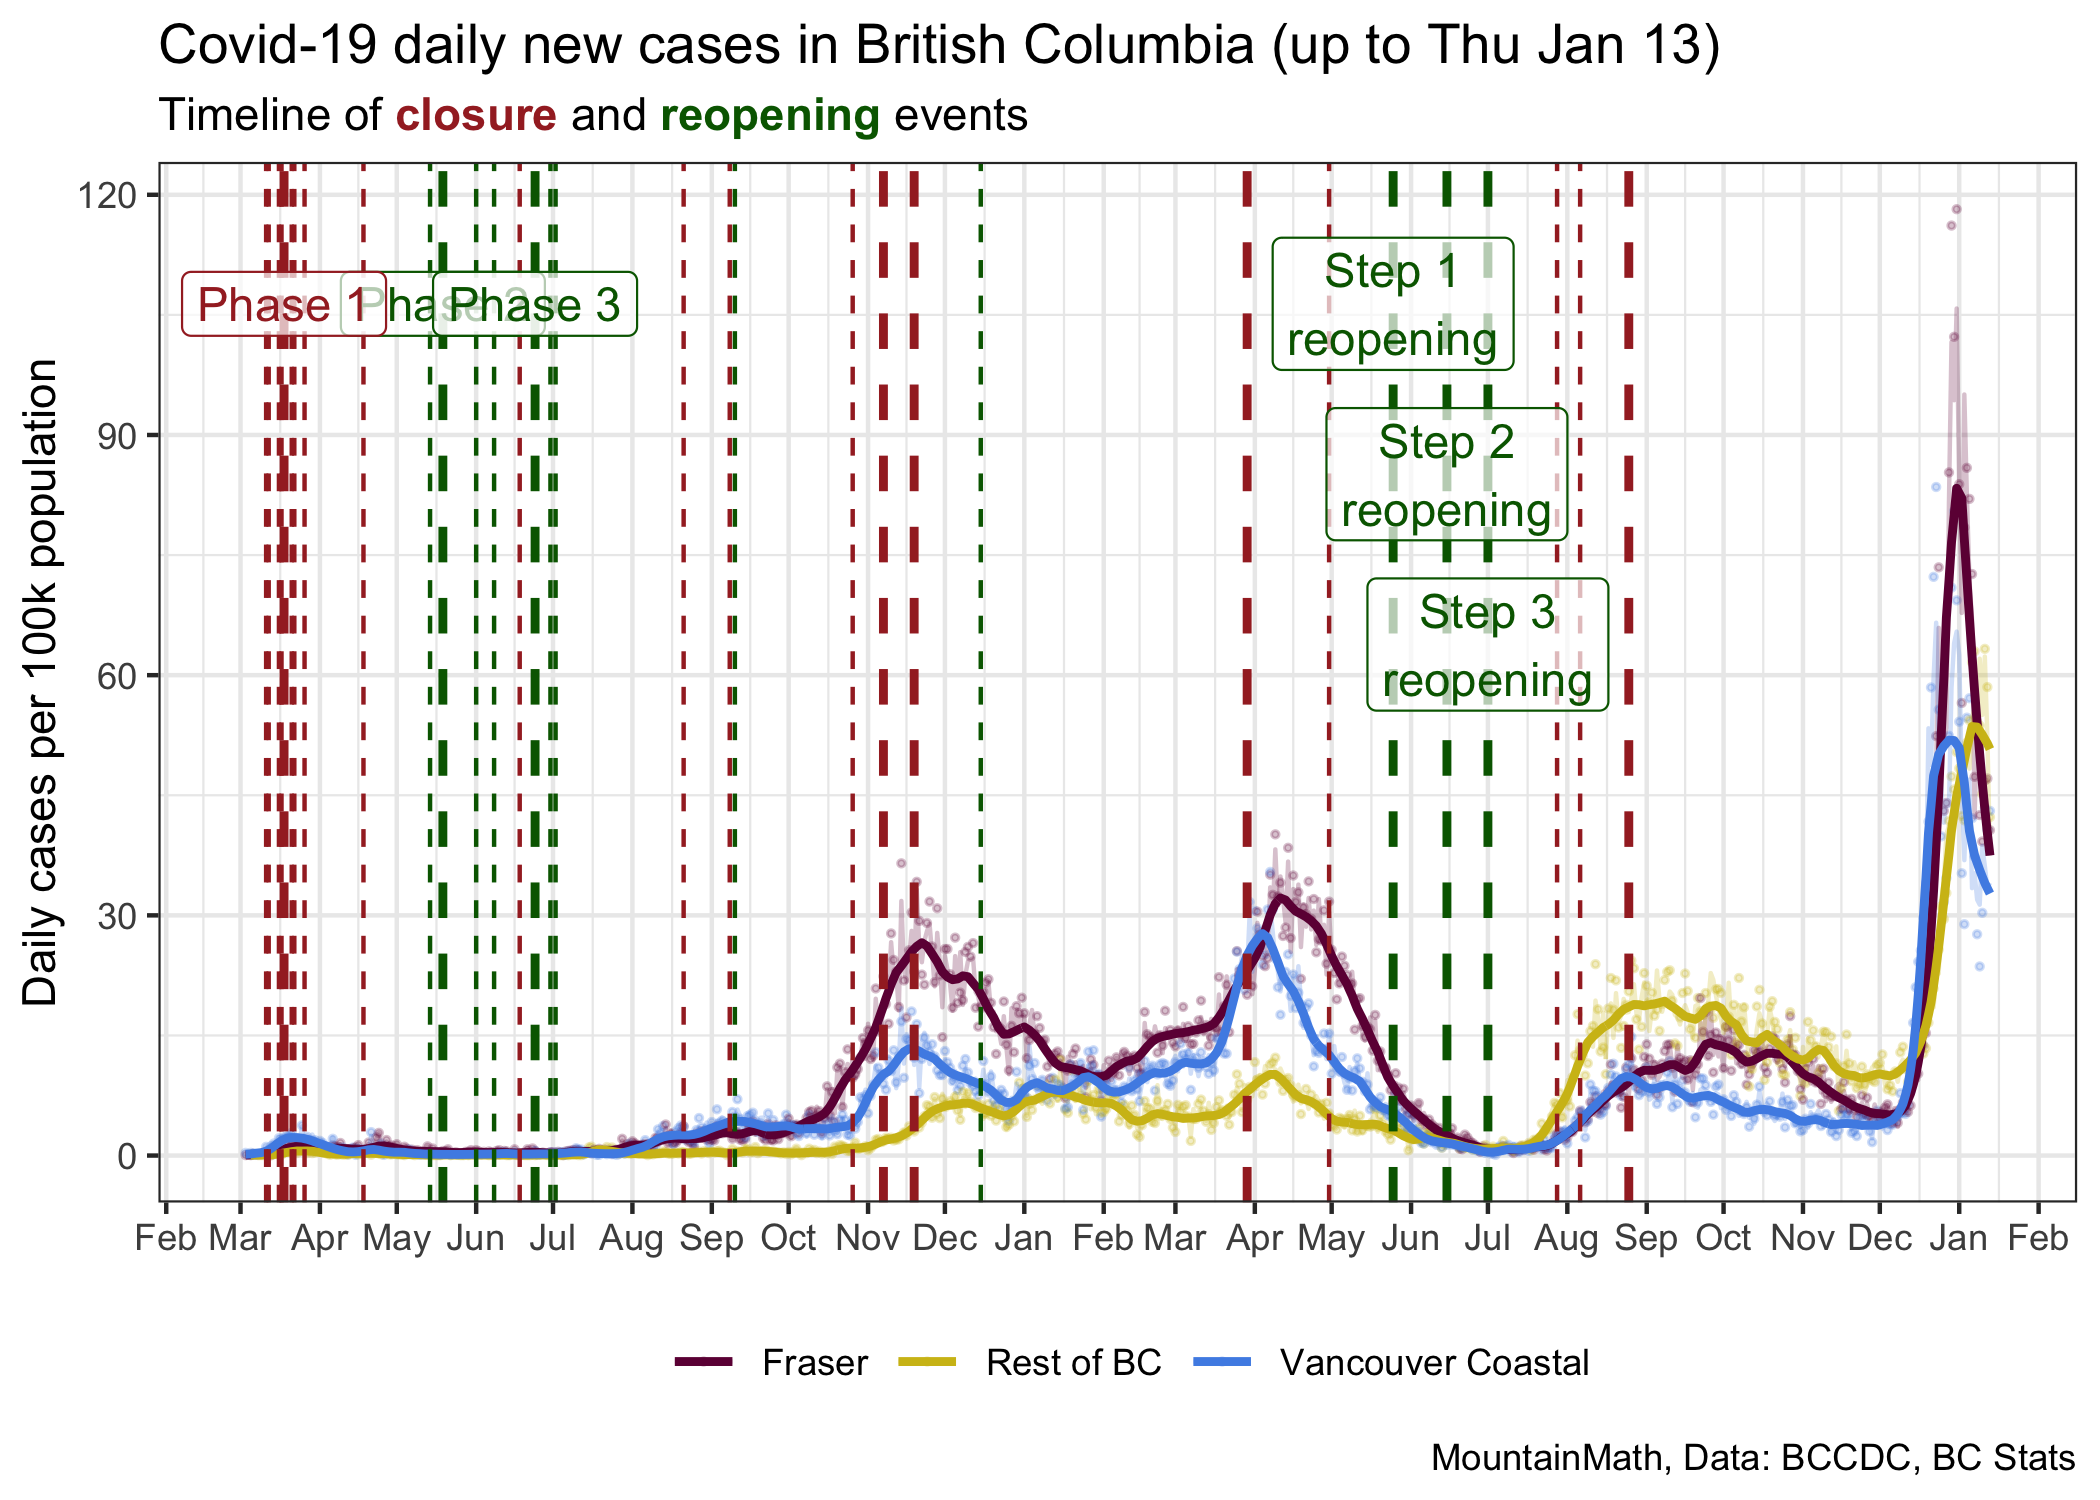 Covid-19 daily new cases in British Columbia (up to Thu Jan 13)
Timeline of closure and reopening events
Daily cases per 100k population
120
90
60
30
0
Phase 1
Phase 2
Phase 3
Step 1
reopening
Step 2
reopening
Step 3
reopening
Feb Mar Apr May Jun Jul Aug Sep Oct Nov Dec Jan Feb Mar Apr May Jun Jul Aug Sep Oct Nov Dec Jan Feb
Fraser Rest of BC Vancouver Coastal
MountainMath, Data: BCCDC, BC Stats